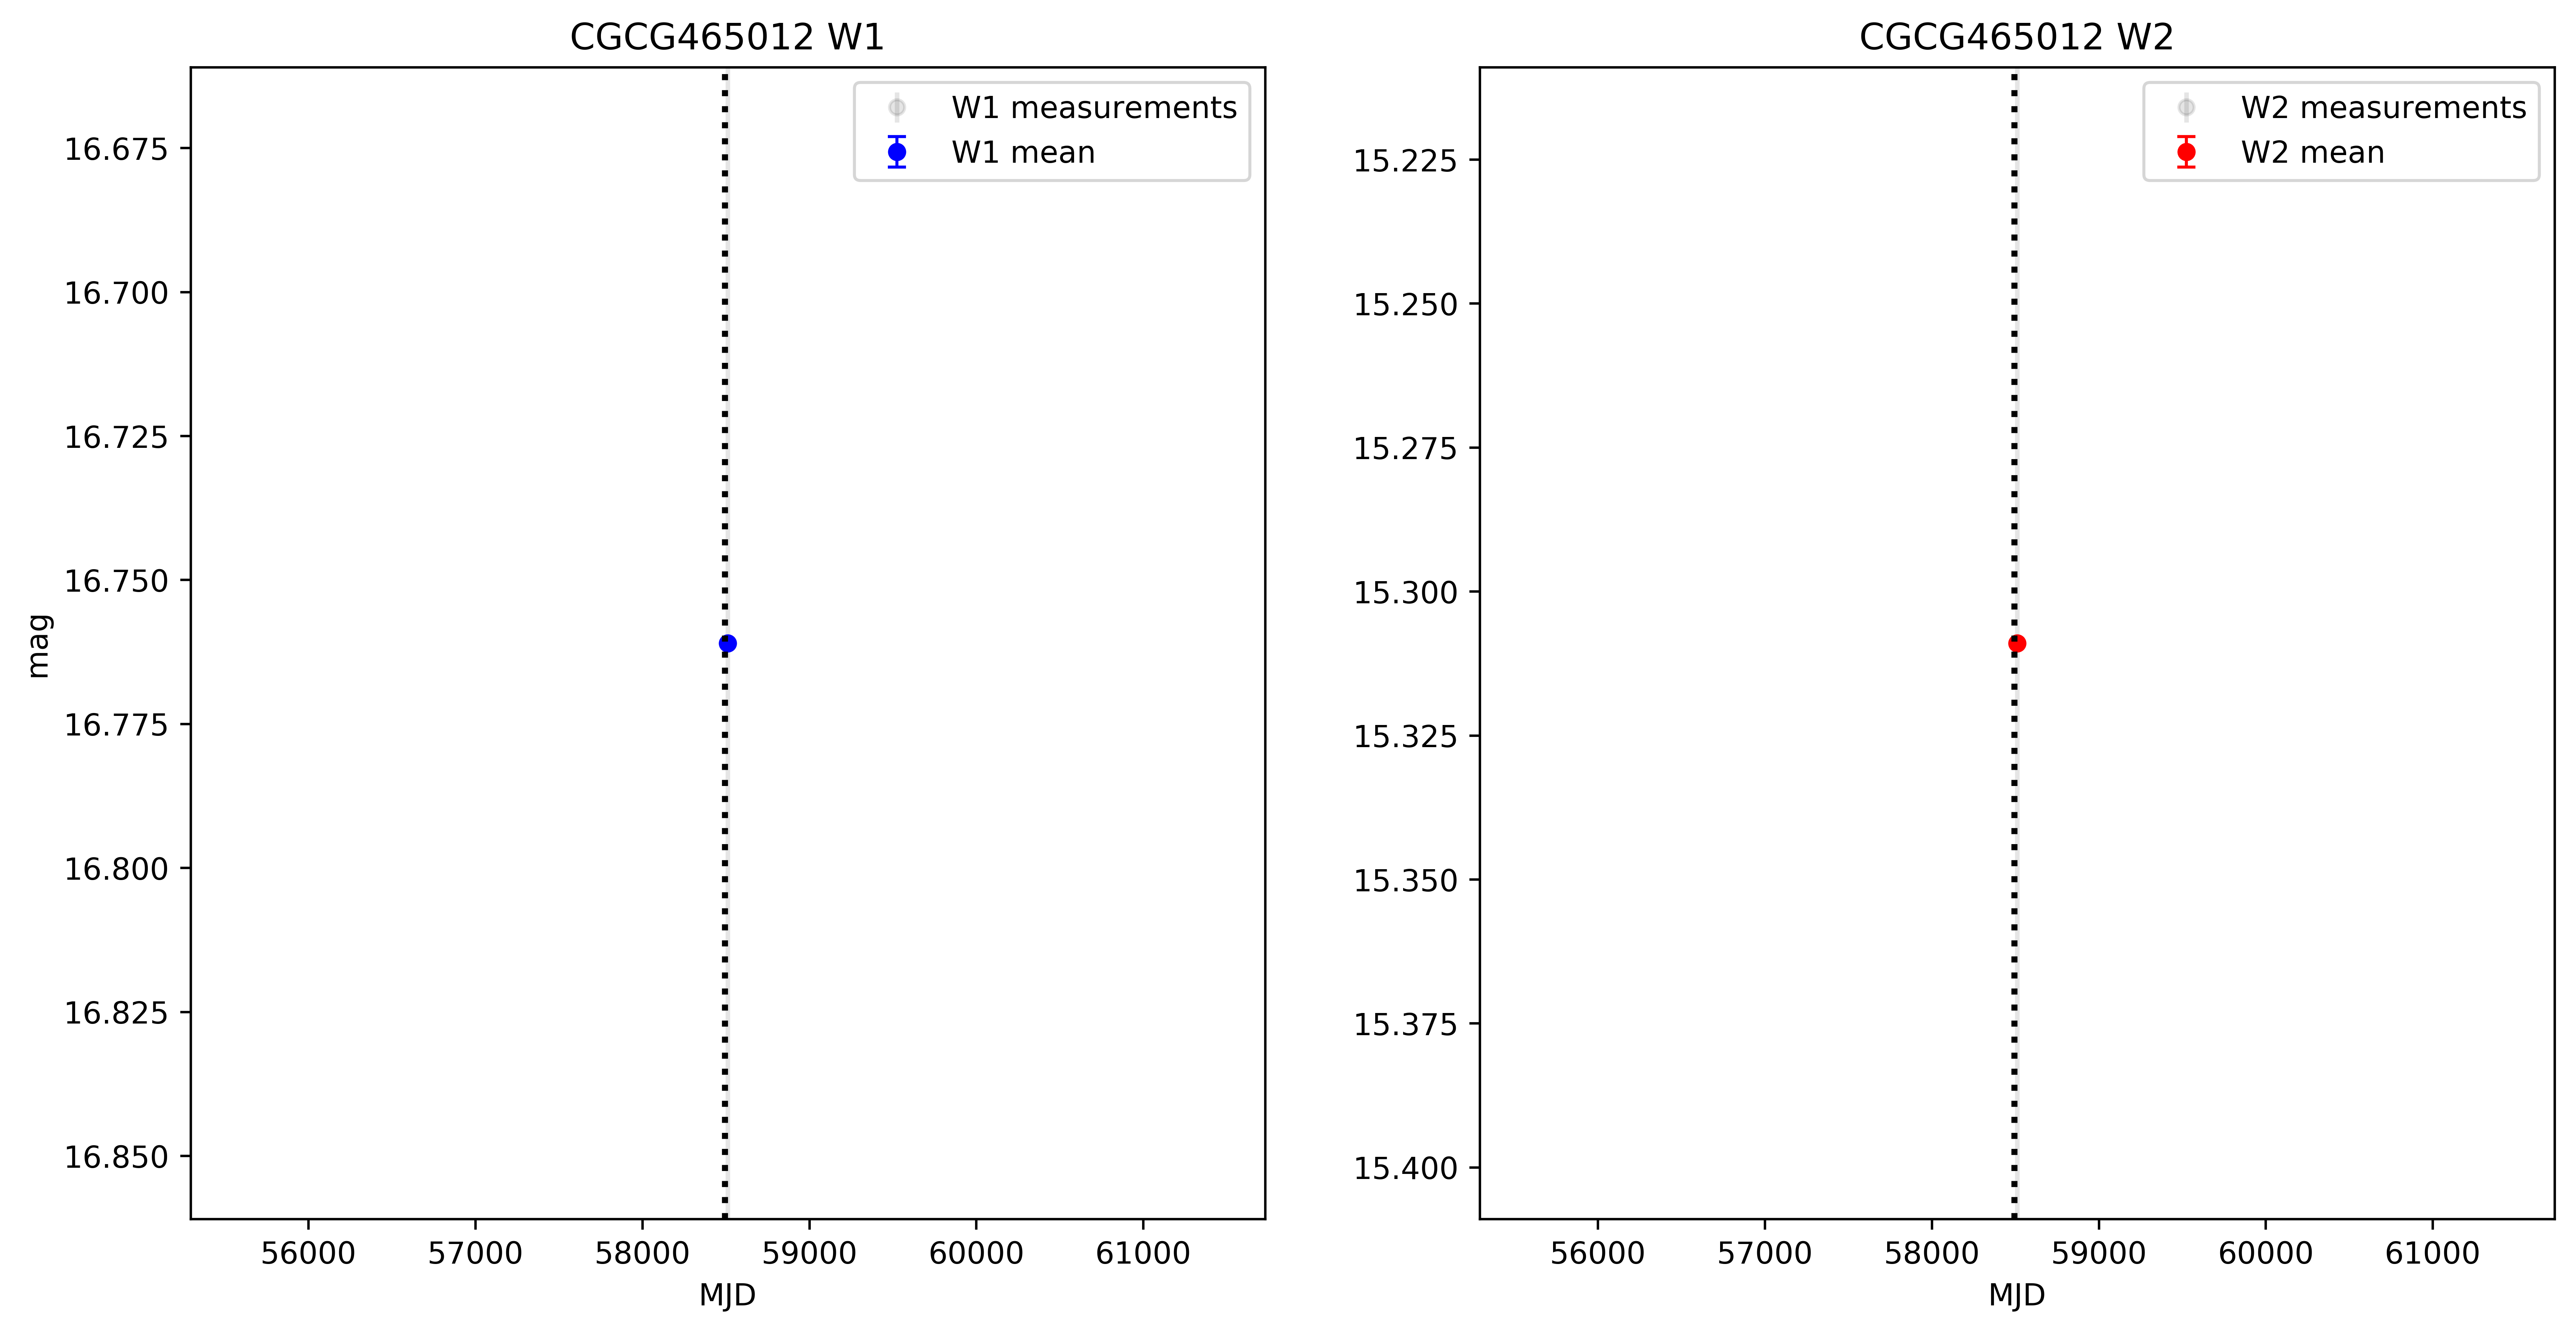 CGCG465012 W1
W1 measurements
W1 mean
16.675
16.700
16.725
16.750
16.775
16.800
16.825
16.850
mag
56000 57000 58000 59000 60000 61000
MJD
CGCG465012 W2
W2 measurements
W2 mean
15.225
15.250
15.275
15.300
15.325
15.350
15.375
15.400
56000 57000 58000 59000 60000 61000
MJD